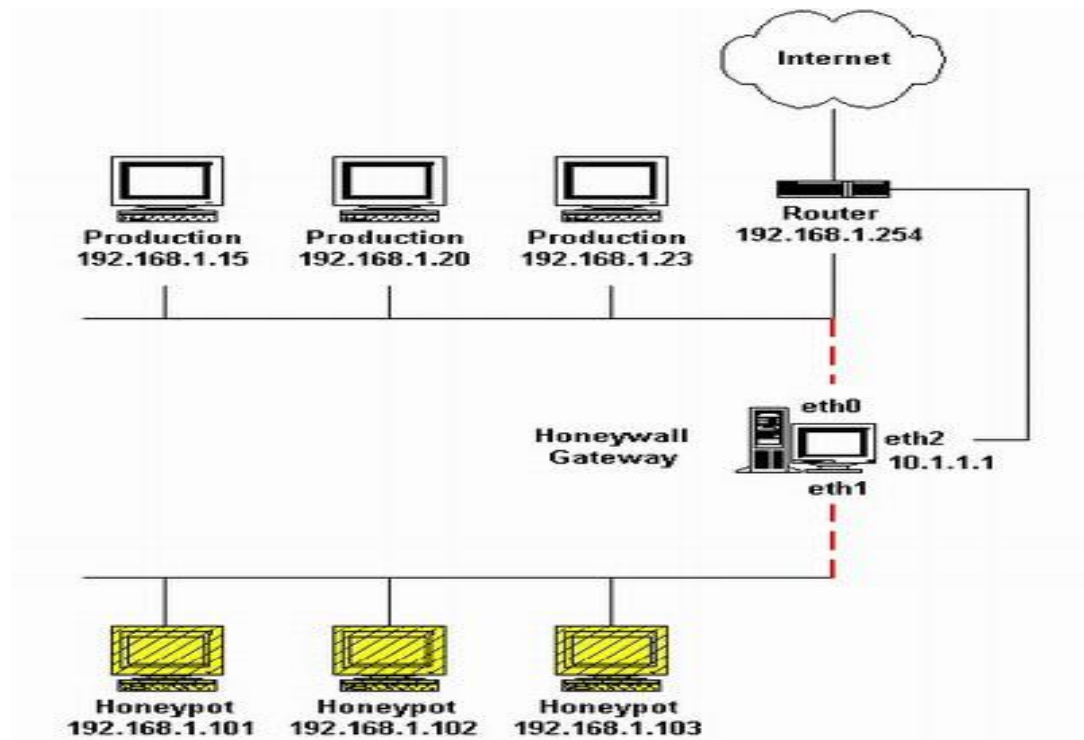 Internet
Router
192.168.1.254
Production
192.168.1.15
Production
192.168.1.20
Production
192.168.1.23
Honeywall
Gateway
eth0
eth2
10.1.1.1
eth1
Honeypot
192.168.1.101
Honeypot
192.168.1.102
Honeypot
192.168.1.103